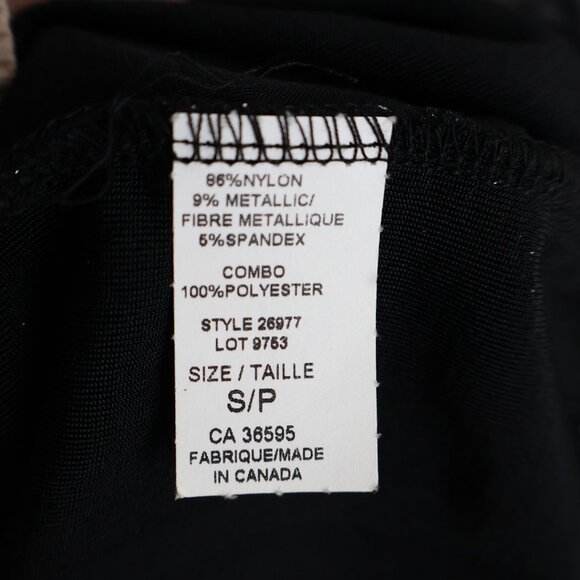 86%NYLON
9% METALLIC/
FIBRE METALLIQUE
5%SPANDEX
COMBO
100%POLYESTER
STYLE 26977
LOT 9753
SIZE / TAILLE
S/P
CA 36595
FABRIQUE/MADE
IN CANADA